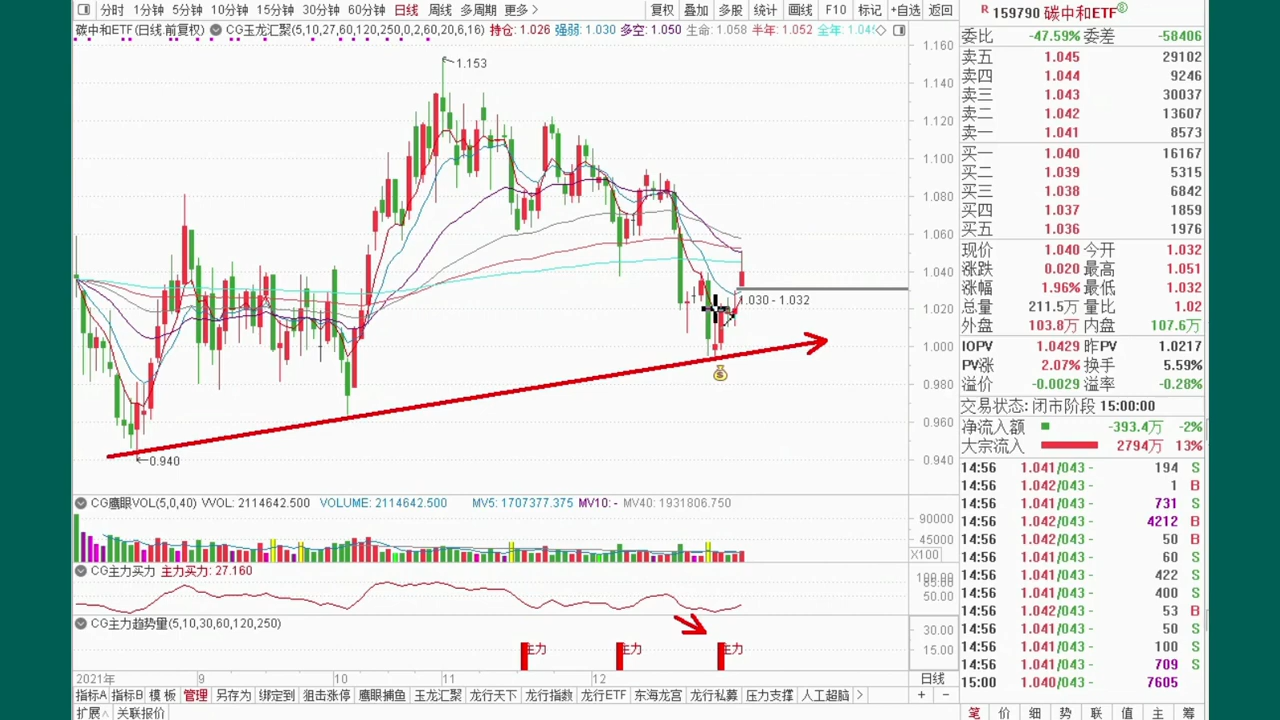 分时 1分钟 5分钟 10分钟 15分钟 30分钟 60分钟 日线 周线 多周期 更多 复权 叠加 多股 统计 画线 F10 标记 +自选 返回
R 159790 碳中和ETF
碳中和ETF(日线.前复权) CG玉龙汇聚(5,10,27,60,120,250,0,2,60,20,6,16) 持仓: 1.026 强弱: 1.030 多空: 1.050 生命: 1.058 半年: 1.052 全年: 1.045
委比 -47.59% 委差 -58406
卖五 1.045 29102
卖四 1.044 9246
卖三 1.043 30037
卖二 1.042 13607
卖一 1.041 8573
买一 1.040 16167
买二 1.039 5315
买三 1.038 6842
买四 1.037 1859
买五 1.036 1976
现价 1.040 今开 1.032
涨跌 0.020 最高 1.051
涨幅 1.96% 最低 1.032
总量 211.5万 量比 1.02
外盘 103.8万 内盘 107.6万
IOPV 1.0429 昨PV 1.0217
PV涨 2.07% 换手 5.59%
溢价 -0.0029 溢率 -0.28%
交易状态: 闭市阶段 15:00:00
净流入额 -393.4万 -2%
大宗流入 2794万 13%
14:56 1.041/043 - 194 S
14:56 1.042/043 - 1 B
14:56 1.041/043 - 731 S
14:56 1.042/043 - 4212 B
14:56 1.042/043 - 50 B
14:56 1.041/043 - 60 S
14:56 1.041/043 - 422 S
14:56 1.041/043 - 400 S
14:56 1.042/043 - 53 B
14:56 1.041/043 - 50 S
14:56 1.041/043 - 100 S
14:56 1.041/043 - 709 S
15:00 1.040/043 - 7605
笔 价 细 势 联 值 主 筹
1.160
1.140
1.120
1.100
1.080
1.060
1.040
1.020
1.000
0.980
0.960
0.940
1.153
1.030 - 1.032
0.940
CG鹰眼VOL(5,0,40) VVOL: 2114642.500 VOLUME: 2114642.500 MV5: 1707377.375 MV10: - MV40: 1931806.750
90000
45000
X100
CG主力买力 主力买力: 27.160
100.00
50.00
CG主力趋势量(5,10,30,60,120,250)
30.00
15.00
主力 主力 主力
2021年 9 10 11 12 日线
指标A 指标B 模板 管理 另存为 绑定到 狙击涨停 鹰眼捕鱼 玉龙汇聚 龙行天下 龙行指数 龙行ETF 东海龙宫 龙行私募 压力支撑 人工超脑
扩展 关联报价